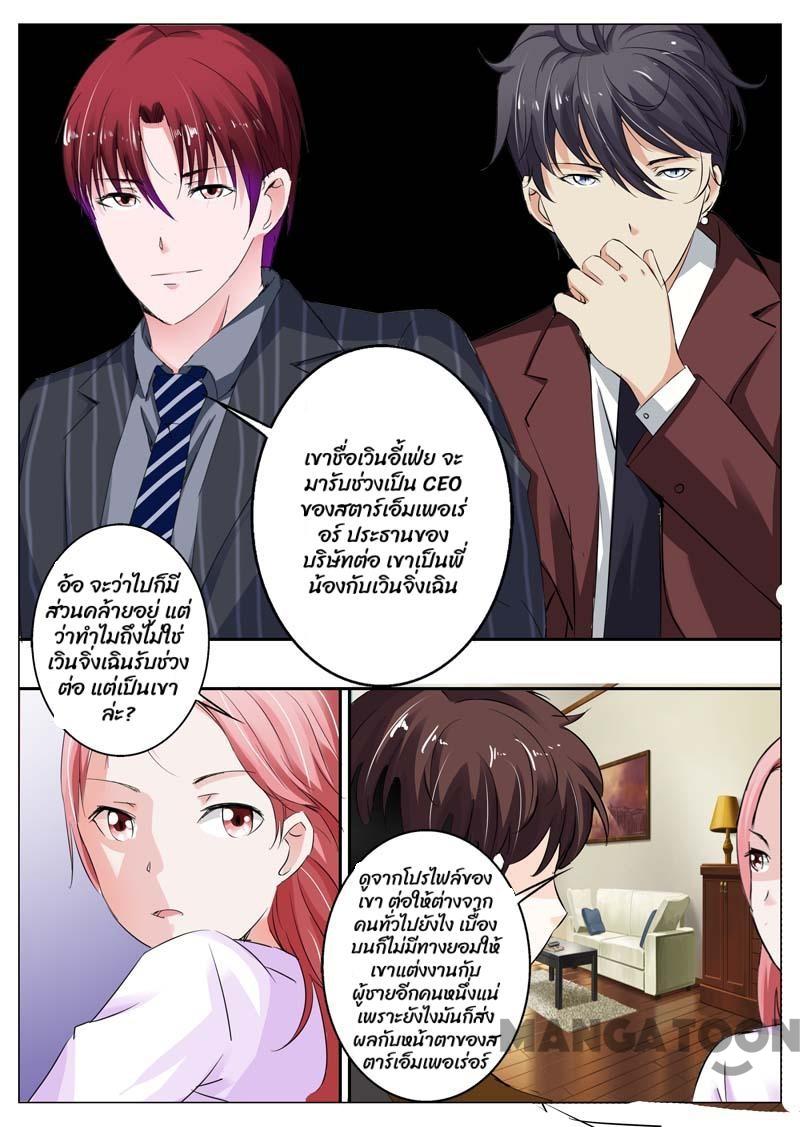 เขาชื่อเวินอี้เฟ่ย จะ
มารับช่วงเป็น CEO
ของสตาร์เอ็มเพอเร่
อร์ ประธานของ
บริษัทต่อ เขาเป็นพี่
น้องกับเวินจิ่งเฉิน
อ้อ จะว่าไปก็มี
ส่วนคล้ายอยู่ แต่
ว่าทำไมถึงไม่ใช่
เวินจิ่งเฉินรับช่วง
ต่อ แต่เป็นเขา
ล่ะ?
ดูจากโปรไฟล์ของ
เขา ต่อให้ต่างจาก
คนทั่วไปยังไง เบื้อง
บนก็ไม่มีทางยอมให้
เขาแต่งงานกับ
ผู้ชายอีกคนหนึ่งแน่
เพราะยังไงมันก็ส่ง
ผลกับหน้าตาของส
ตาร์เอ็มเพอเร่อร์
MANGATOON